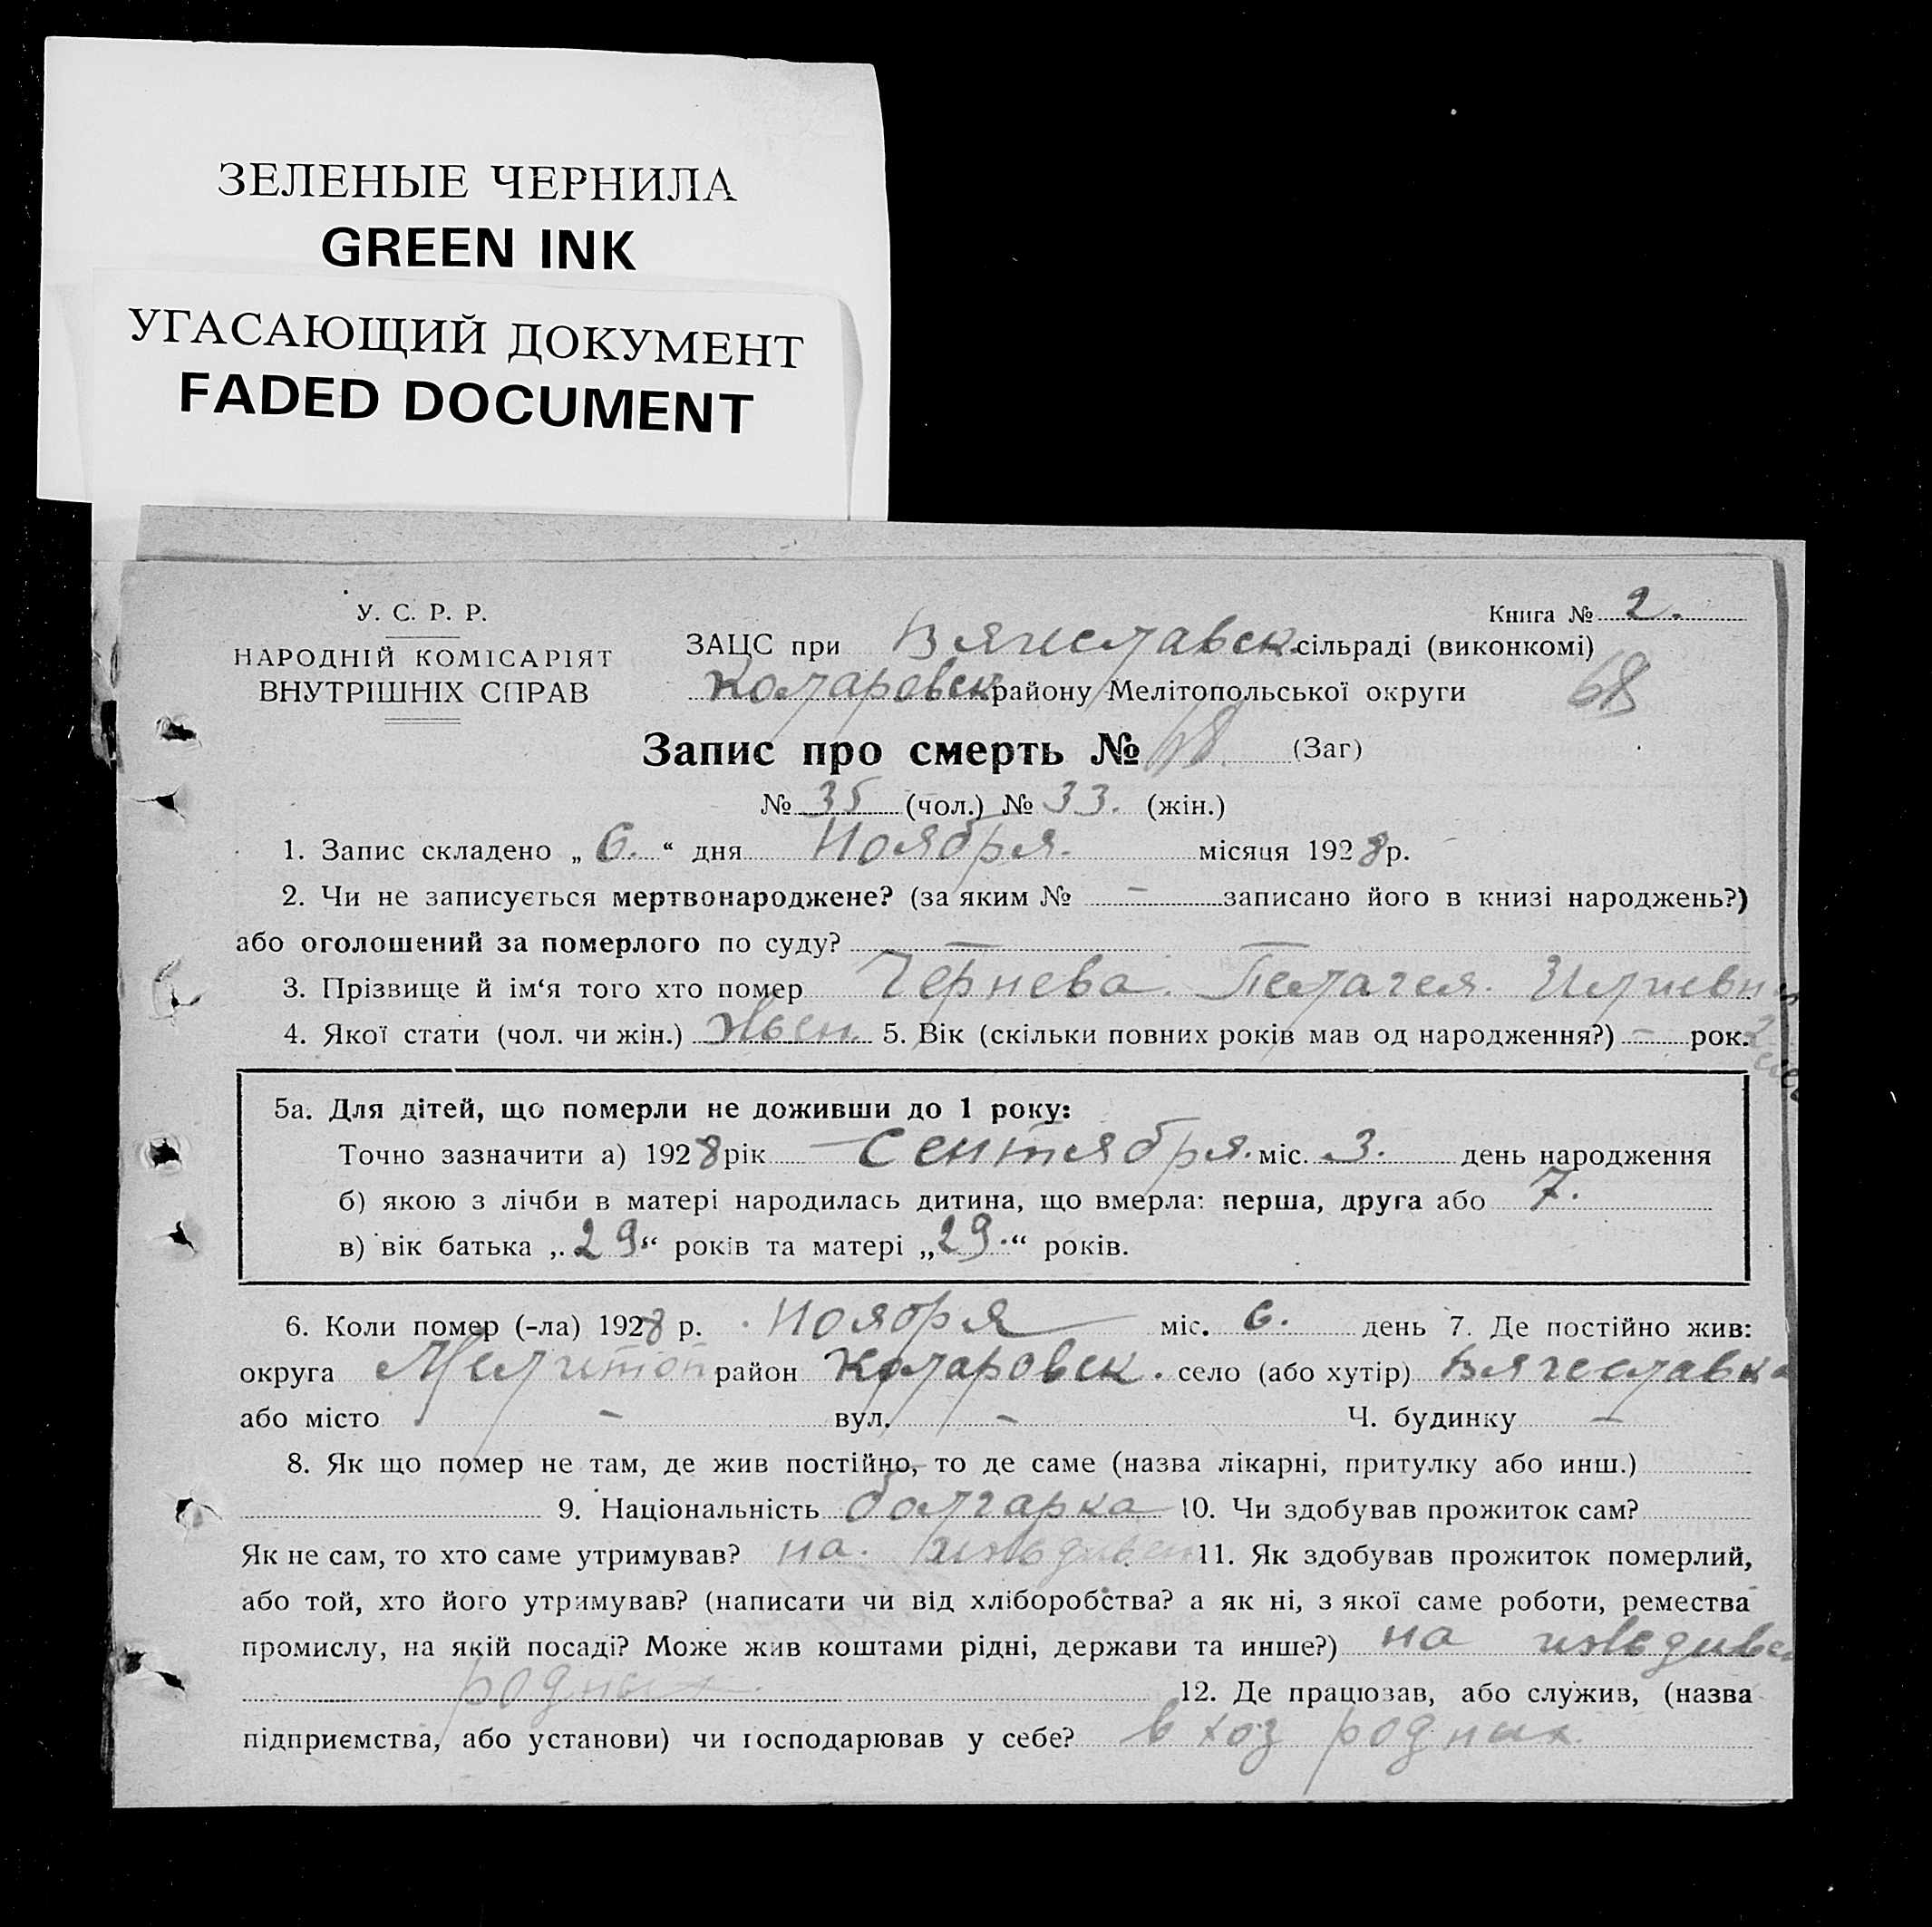 ЗЕЛЕНЫЕ ЧЕРНИЛА
GREEN INK
УГАСАЮЩИЙ ДОКУМЕНТ
FADED DOCUMENT
У. С. Р. Р.
НАРОДНІЙ КОМІСАРІЯТ
ВНУТРІШНІХ СПРАВ
Книга № 2.
ЗАЦС при Вячеславск. сільраді (виконкомі)
Коларовск району Мелітопольської округи 68
Запис про смерть № 68. (Заг)
№ 35 (чол.) № 33. (жін.)
1. Запис складено „ 6. “ дня Ноября. місяця 1928 р.
2. Чи не записується мертвонароджене? (за яким № – записано його в книзі народжень?)
або оголошений за померлого по суду? –
3. Прізвище й ім‘я того хто помер Чернева. Пелагея. Илиевна
4. Якої стати (чол. чи жін.) Жен. 5. Вік (скільки повних років мав од народження?) – рок. 2
5а. Для дітей, що померли не доживши до 1 року:
Точно зазначити а) 1928 рік – Сентября. міс. 3. день народження
б) якою з лічби в матері народилась дитина, що вмерла: перша, друга або 7.
в) вік батька „ 29 “ років та матері „ 29. “ років.
6. Коли помер (-ла) 1928 р. Ноября міс. 6. день 7. Де постійно жив:
округа Мелитоп район Коларовск. село (або хутір) Вячеславка
або місто – вул. – Ч. будинку –
8. Як що помер не там, де жив постійно, то де саме (назва лікарні, притулку або инш.)
– 9. Національність болгарка 10. Чи здобував прожиток сам?
Як не сам, то хто саме утримував? на. иждивен 11. Як здобував прожиток померлий,
або той, хто його утримував? (написати чи від хліборобства? а як ні, з якої саме роботи, ремества
промислу, на якій посаді? Може жив коштами рідні, держави та инше?) на иждивен
родных 12. Де працював, або служив, (назва
підприємства, або установи) чи господарював у себе? в хоз родных.